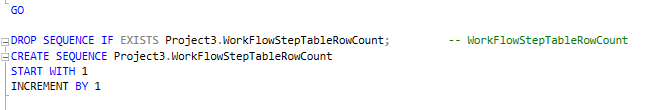 GO
DROP SEQUENCE IF EXISTS Project3.WorkFlowStepTableRowCount; -- WorkFlowStepTableRowCount
CREATE SEQUENCE Project3.WorkFlowStepTableRowCount
START WITH 1
INCREMENT BY 1